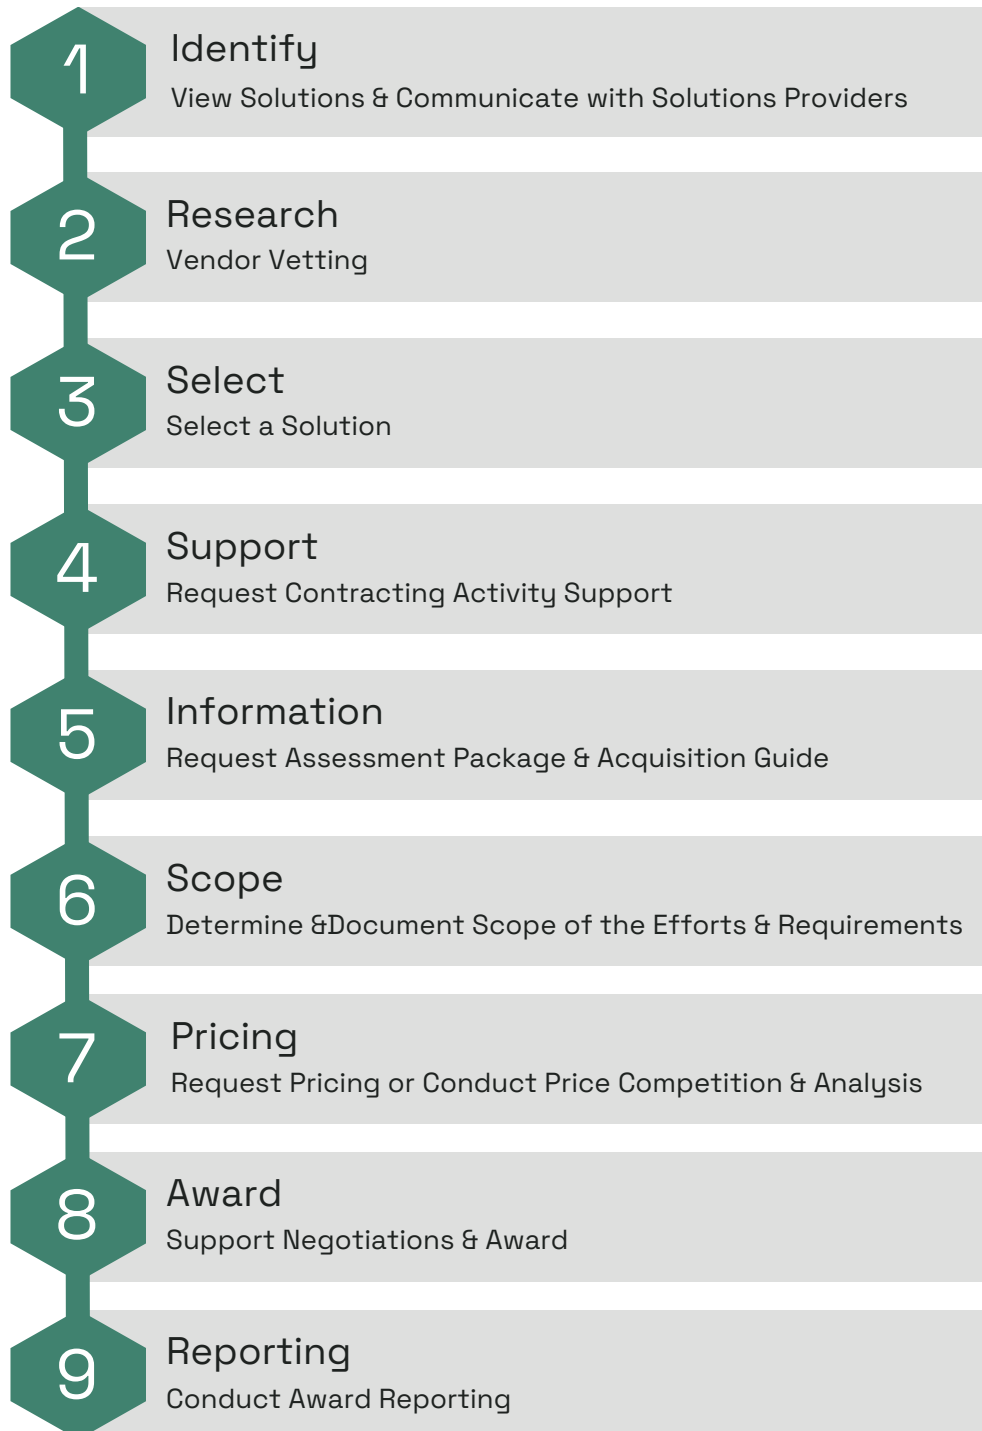 1
Identify
View Solutions & Communicate with Solutions Providers
2
Research
Vendor Vetting
3
Select
Select a Solution
4
Support
Request Contracting Activity Support
5
Information
Request Assessment Package & Acquisition Guide
6
Scope
Determine &Document Scope of the Efforts & Requirements
7
Pricing
Request Pricing or Conduct Price Competition & Analysis
8
Award
Support Negotiations & Award
9
Reporting
Conduct Award Reporting